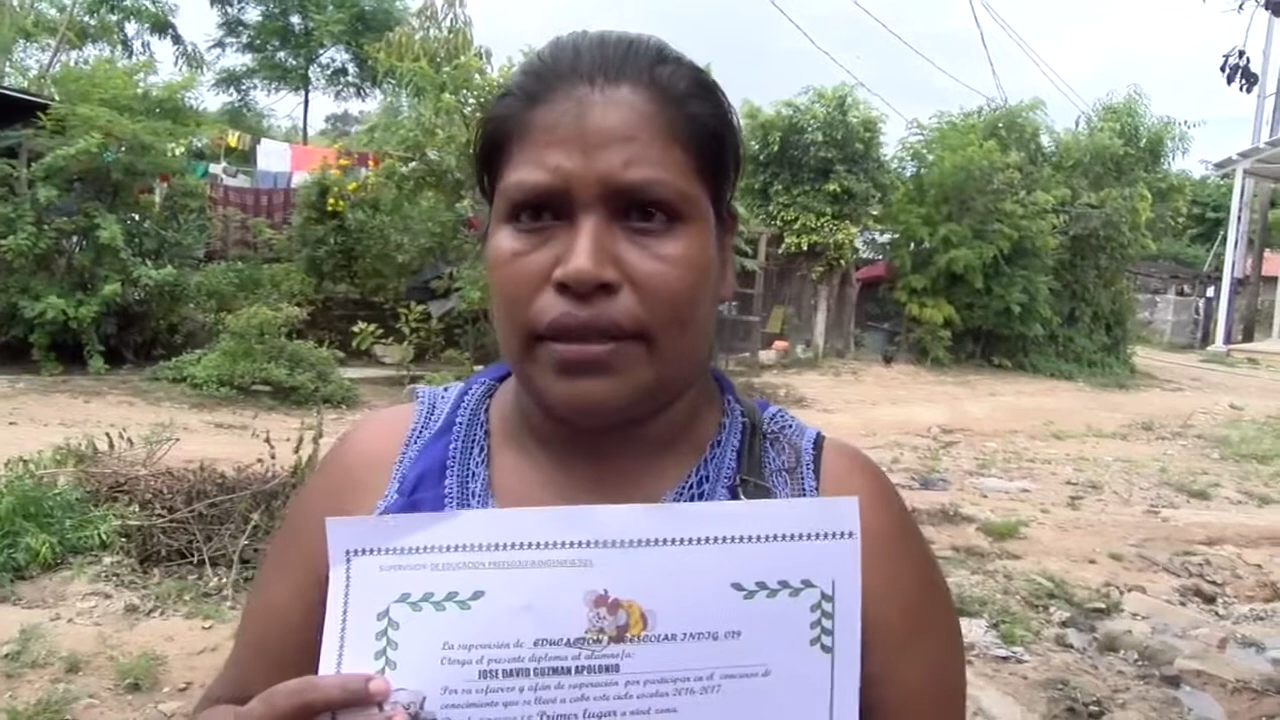 SUPERVISION DE EDUCACION PREESCOLAR INDIGENA
La supervisión de EDUCACION PREESCOLAR INDIG. 029
Otorga el presente diploma al alumno/a:
JOSE DAVID GUZMAN APOLONIO
Por su esfuerzo y afán de superación por participar en el concurso de
conocimiento que se llevó a cabo este ciclo escolar 2016-2017.
Primer lugar a nivel zona.